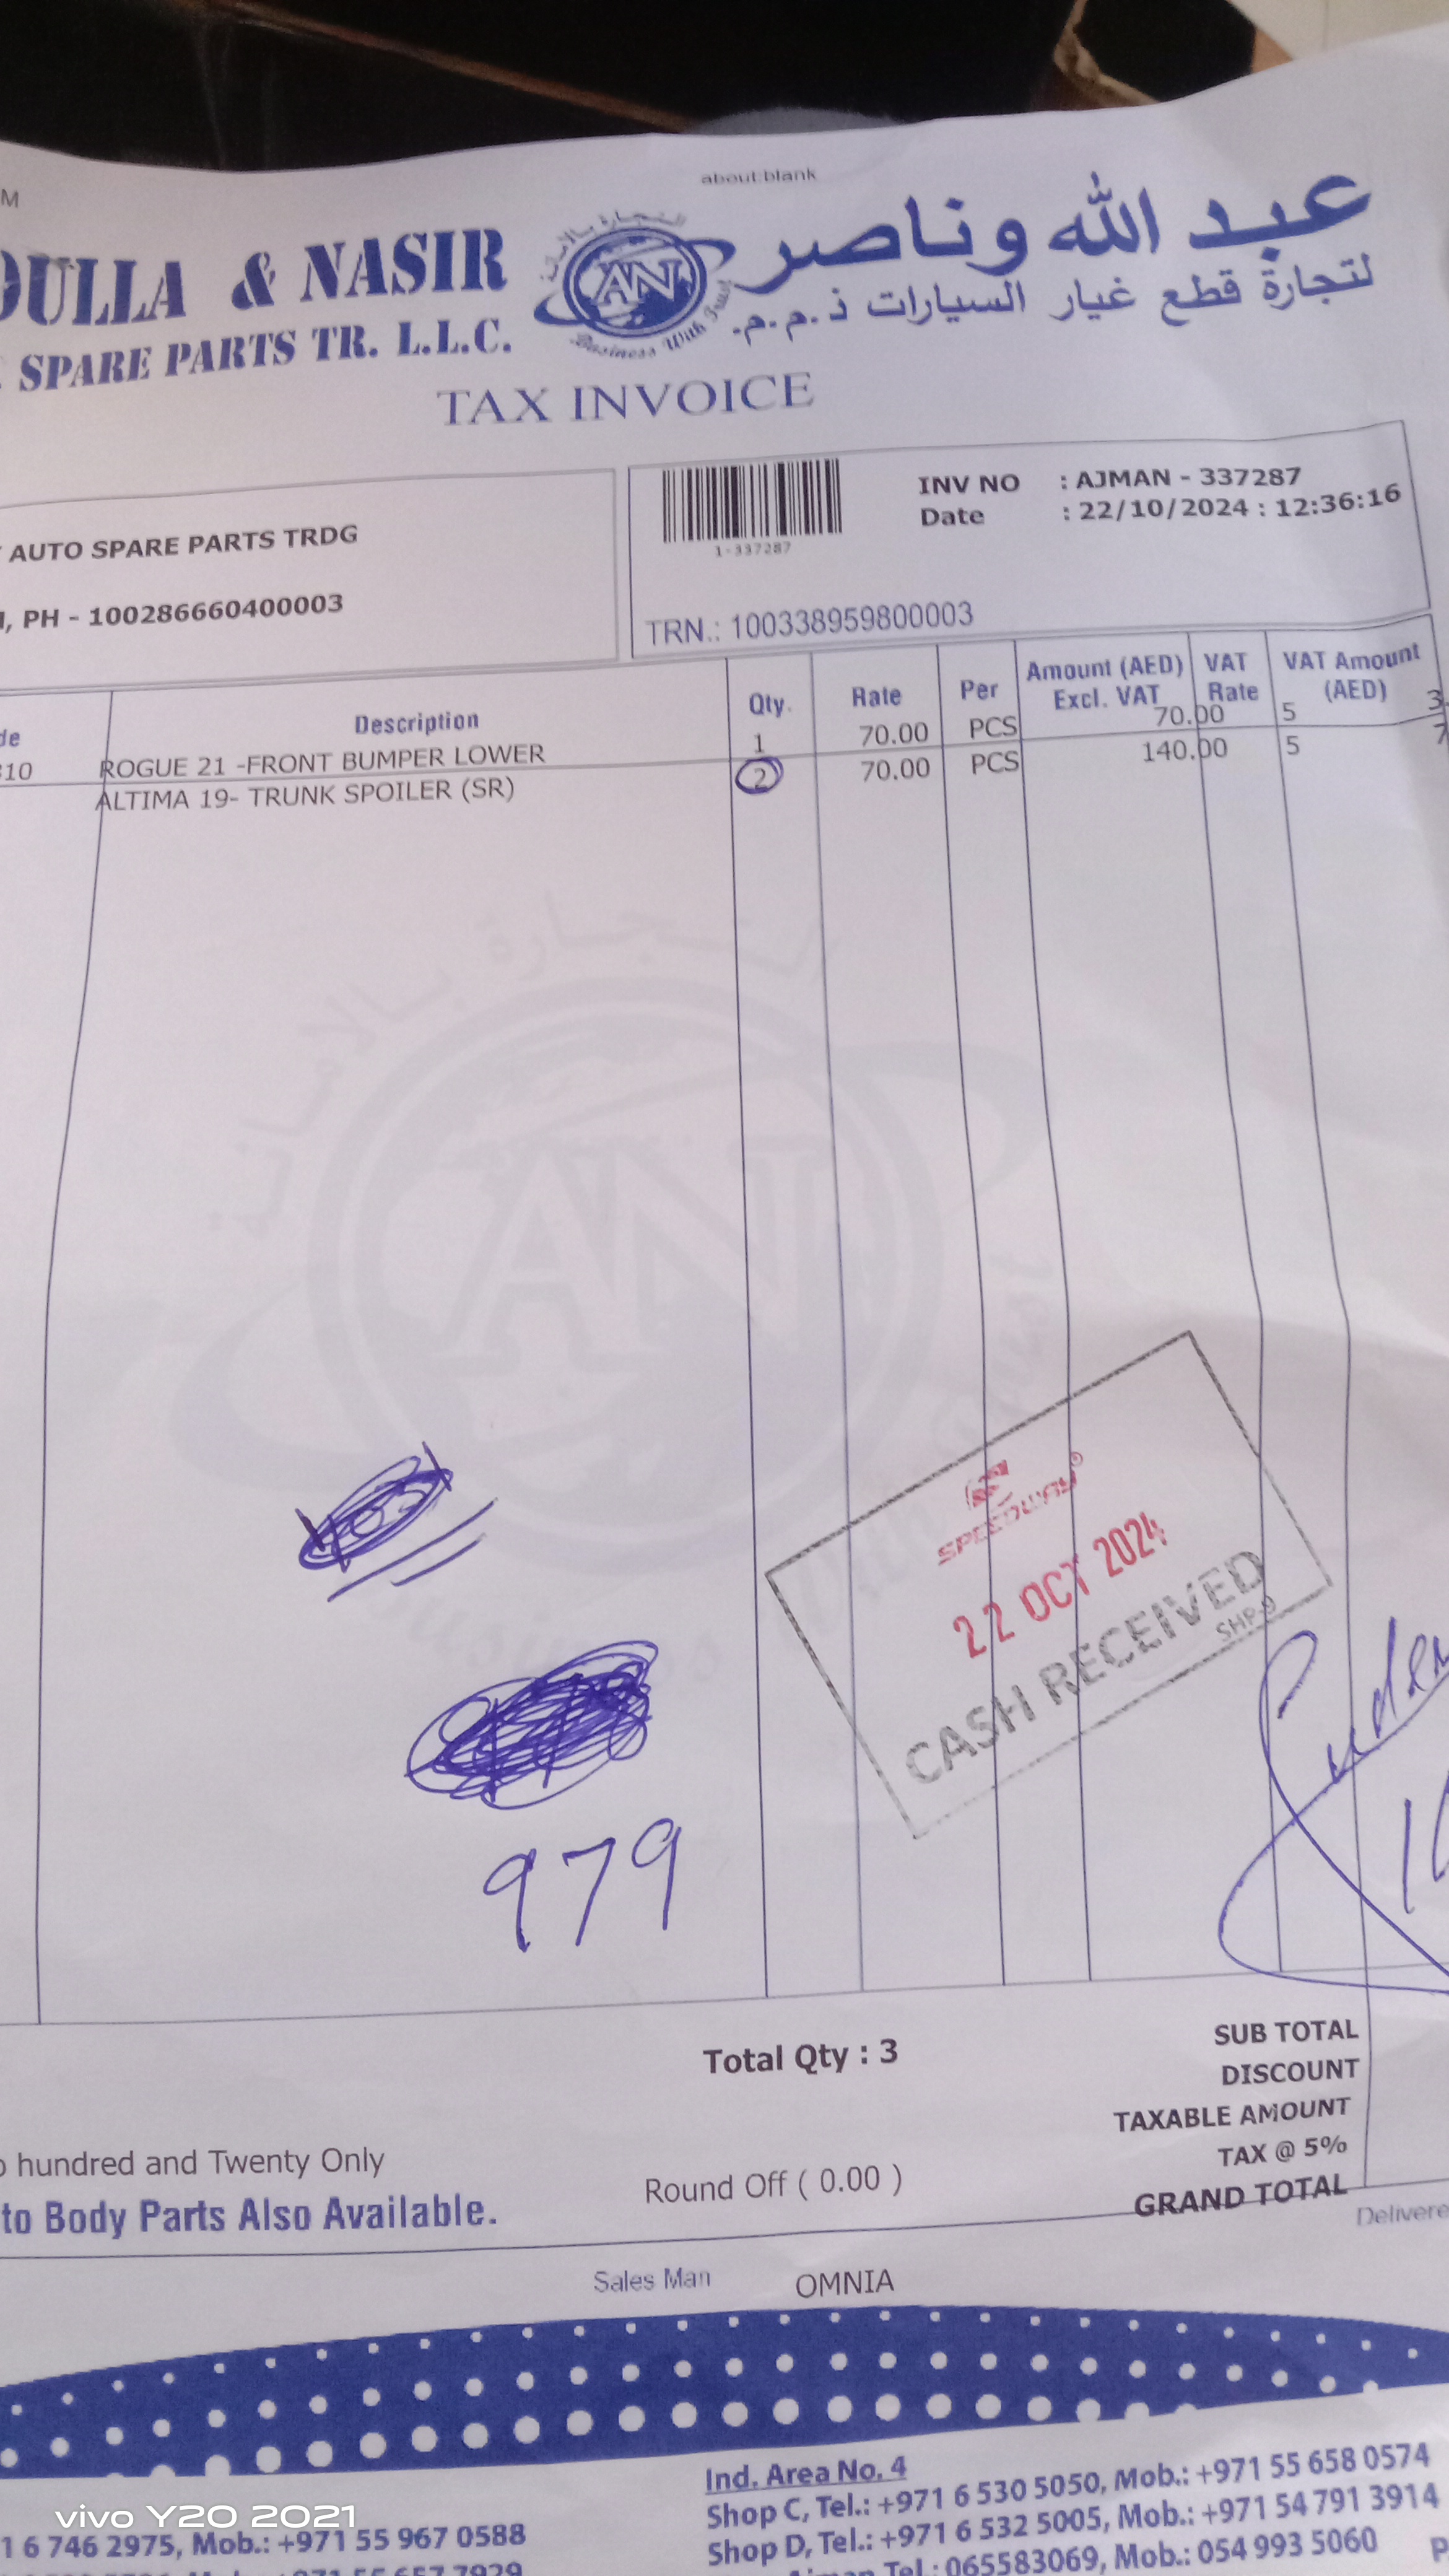 about:blank
M
DULLA & NASIR
SPARE PARTS TR. L.L.C.
AN
Business With Trust
عبد الله وناصر
لتجارة قطع غيار السيارات ذ.م.م.
TAX INVOICE
AUTO SPARE PARTS TRDG
, PH - 100286660400003
1-337287
INV NO : AJMAN - 337287
Date : 22/10/2024 : 12:36:16
TRN.: 100338959800003
de Description Qty. Rate Per Amount (AED) Excl. VAT VAT Rate VAT Amount (AED)
310 ROGUE 21 -FRONT BUMPER LOWER 1 70.00 PCS 70.00 5 3.
ALTIMA 19- TRUNK SPOILER (SR) 2 70.00 PCS 140.00 5 7
SPEEDWAY®
22 OCT 2024
CASH RECEIVED
SHP-9
979
Total Qty : 3
SUB TOTAL
DISCOUNT
TAXABLE AMOUNT
TAX @ 5%
GRAND TOTAL
o hundred and Twenty Only
Round Off ( 0.00 )
to Body Parts Also Available.
Delivere
Sales Man OMNIA
Ind. Area No. 4
Shop C, Tel.: +971 6 530 5050, Mob.: +971 55 658 0574
Shop D, Tel.: +971 6 532 5005, Mob.: +971 54 791 3914
Tel.: 065583069, Mob.: 054 993 5060
1 6 746 2975, Mob.: +971 55 967 0588
vivo Y20 2021